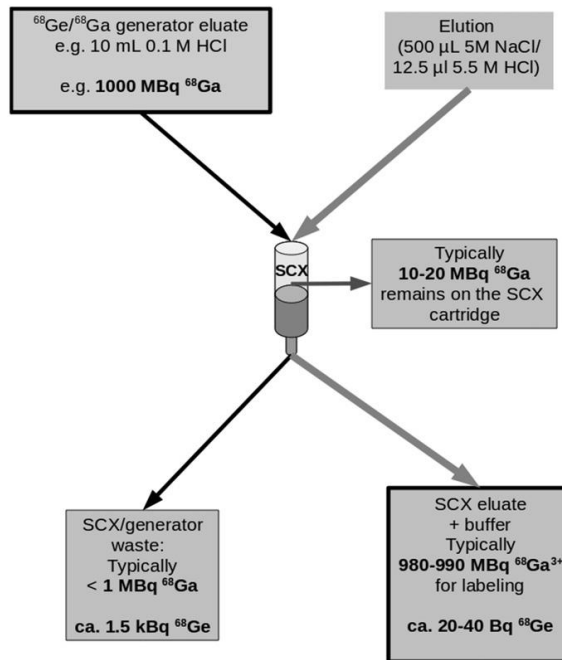 ⁶⁸Ge/⁶⁸Ga generator eluate
e.g. 10 mL 0.1 M HCl
e.g. 1000 MBq ⁶⁸Ga
Elution
(500 µL 5M NaCl/
12.5 µl 5.5 M HCl)
SCX
Typically
10-20 MBq ⁶⁸Ga
remains on the SCX
cartridge
SCX/generator
waste:
Typically
< 1 MBq ⁶⁸Ga
ca. 1.5 kBq ⁶⁸Ge
SCX eluate
+ buffer
Typically
980-990 MBq ⁶⁸Ga³⁺
for labeling
ca. 20-40 Bq ⁶⁸Ge